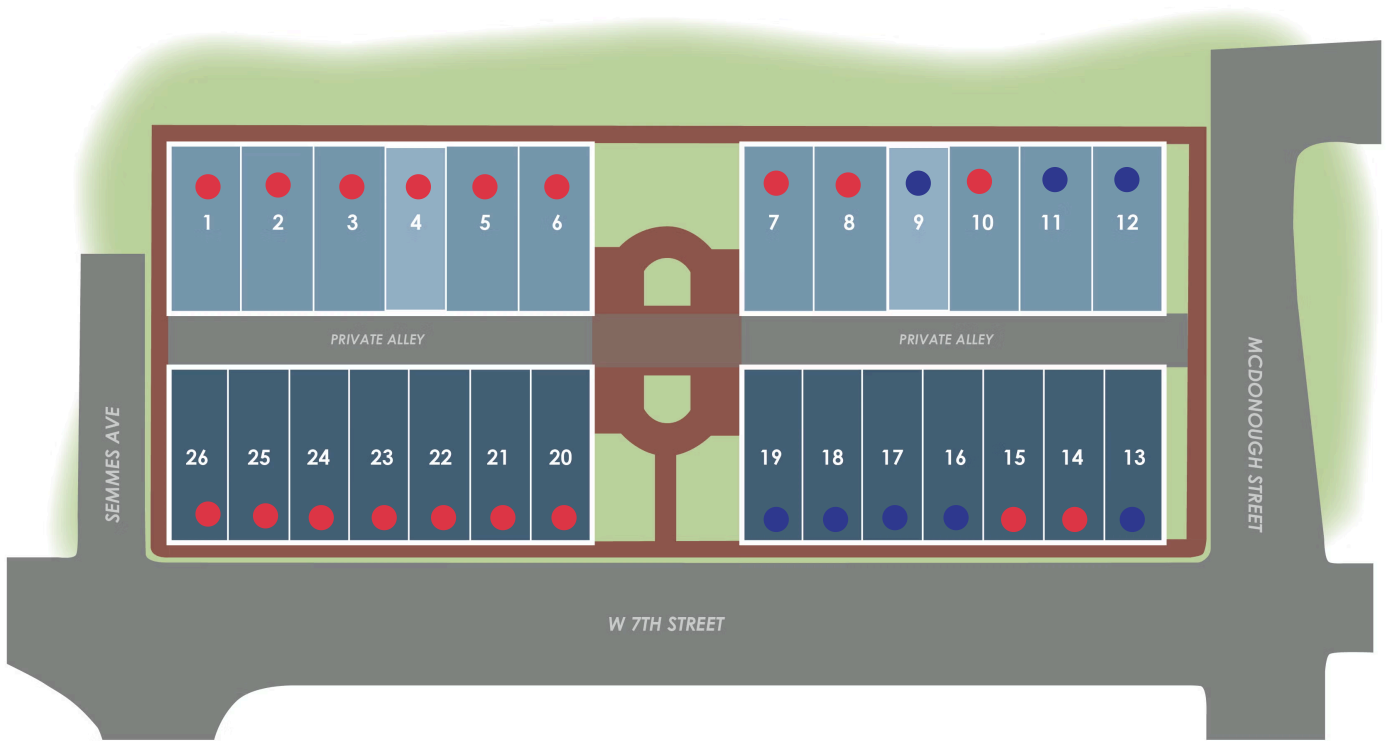 1 2 3 4 5 6 7 8 9 10 11 12
PRIVATE ALLEY
PRIVATE ALLEY
26 25 24 23 22 21 20 19 18 17 16 15 14 13
SEMMES AVE
MCDONOUGH STREET
W 7TH STREET